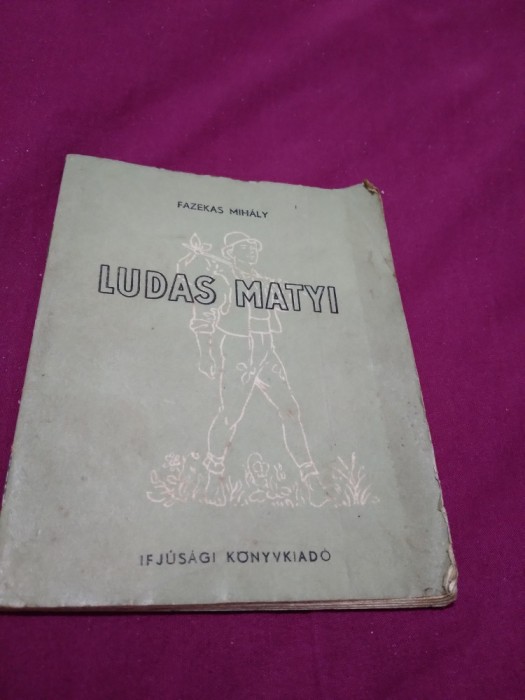 FAZEKAS MIHÁLY
LUDAS MATYI
IFJÚSÁGI KÖNYVKIADÓ